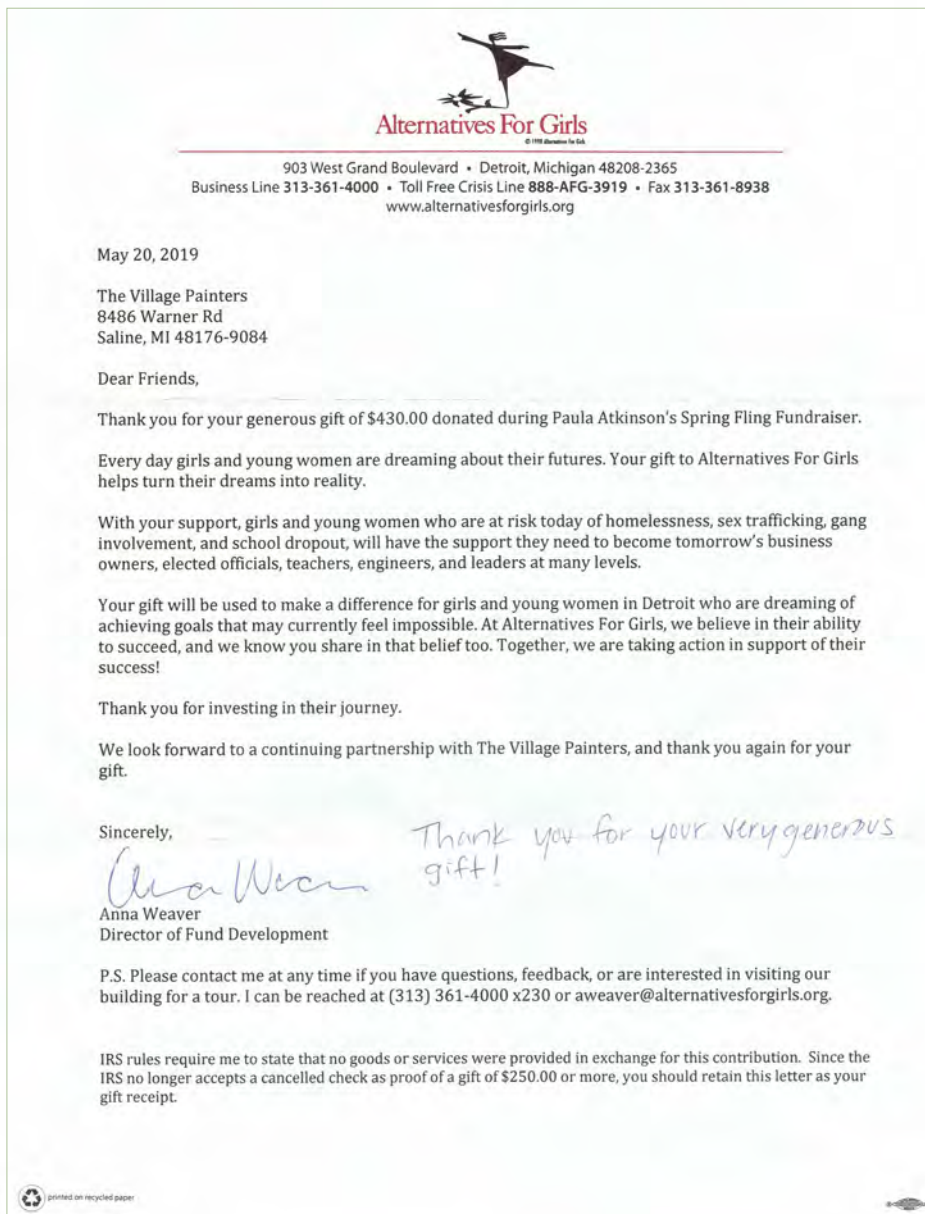 Alternatives For Girls
© 1998 Alternatives For Girls
903 West Grand Boulevard • Detroit, Michigan 48208-2365
Business Line 313-361-4000 • Toll Free Crisis Line 888-AFG-3919 • Fax 313-361-8938
www.alternativesforgirls.org
May 20, 2019
The Village Painters
8486 Warner Rd
Saline, MI 48176-9084
Dear Friends,
Thank you for your generous gift of $430.00 donated during Paula Atkinson's Spring Fling Fundraiser.
Every day girls and young women are dreaming about their futures. Your gift to Alternatives For Girls
helps turn their dreams into reality.
With your support, girls and young women who are at risk today of homelessness, sex trafficking, gang
involvement, and school dropout, will have the support they need to become tomorrow's business
owners, elected officials, teachers, engineers, and leaders at many levels.
Your gift will be used to make a difference for girls and young women in Detroit who are dreaming of
achieving goals that may currently feel impossible. At Alternatives For Girls, we believe in their ability
to succeed, and we know you share in that belief too. Together, we are taking action in support of their
success!
Thank you for investing in their journey.
We look forward to a continuing partnership with The Village Painters, and thank you again for your
gift.
Sincerely,
Thank you for your very generous
gift!
Anna Weaver
Director of Fund Development
P.S. Please contact me at any time if you have questions, feedback, or are interested in visiting our
building for a tour. I can be reached at (313) 361-4000 x230 or aweaver@alternativesforgirls.org.
IRS rules require me to state that no goods or services were provided in exchange for this contribution. Since the
IRS no longer accepts a cancelled check as proof of a gift of $250.00 or more, you should retain this letter as your
gift receipt.
printed on recycled paper